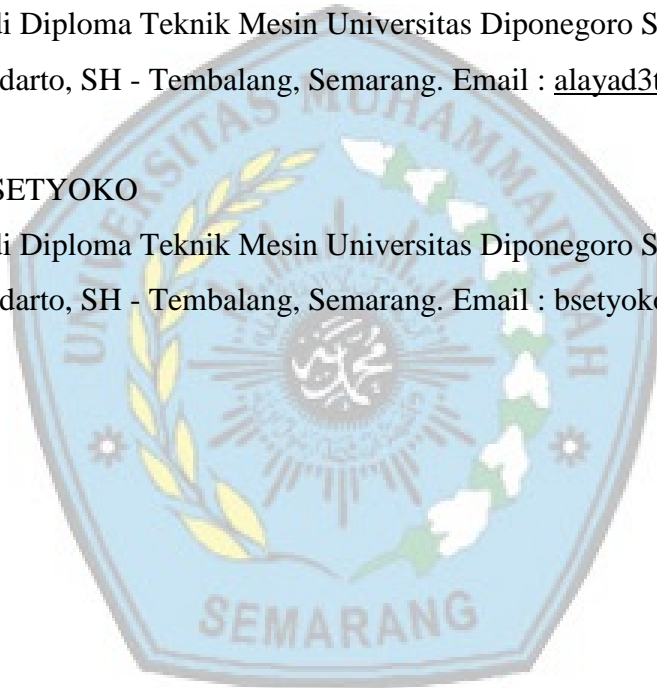 di Diploma Teknik Mesin Universitas Diponegoro S
darto, SH - Tembalang, Semarang. Email : alayad3t
SETYOKO
di Diploma Teknik Mesin Universitas Diponegoro S
darto, SH - Tembalang, Semarang. Email : bsetyoko
UNIVERSITAS MUHAMMADIYAH
محمد
SEMARANG